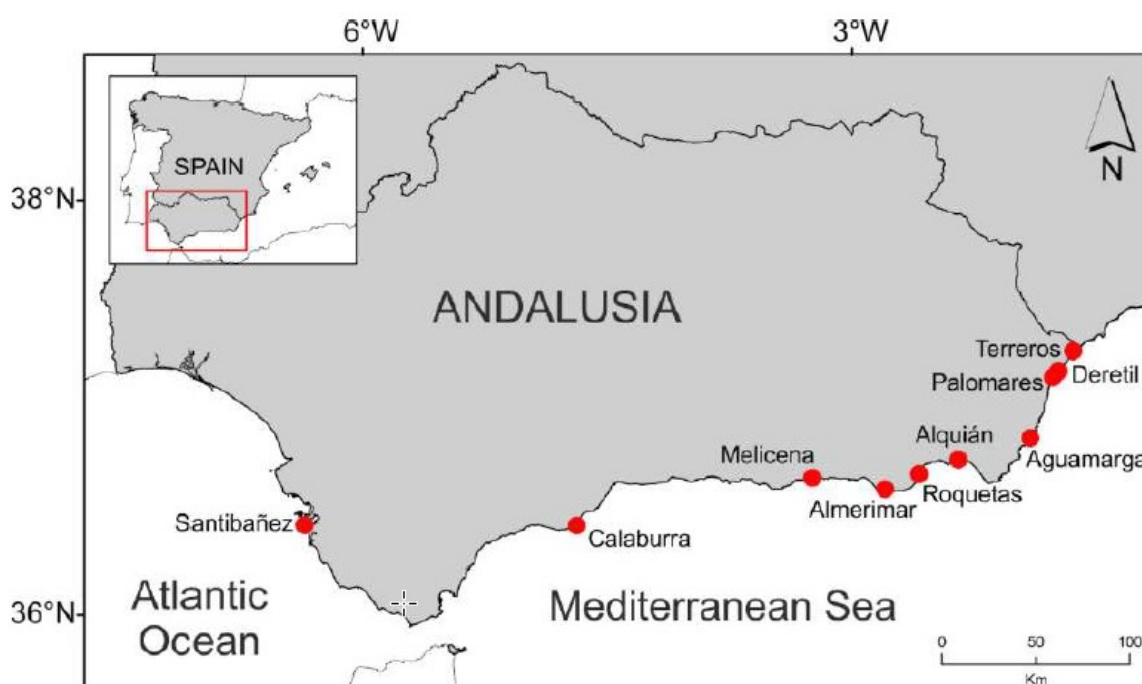 6°W
3°W
SPAIN
N
38°N
ANDALUSIA
Terreros
Deretil
Palomares
Alquián
Melicena
Aguamarga
Roquetas
Almerimar
Santibañez
Calaburra
Atlantic
Ocean
36°N
Mediterranean Sea
0 50 100
Km